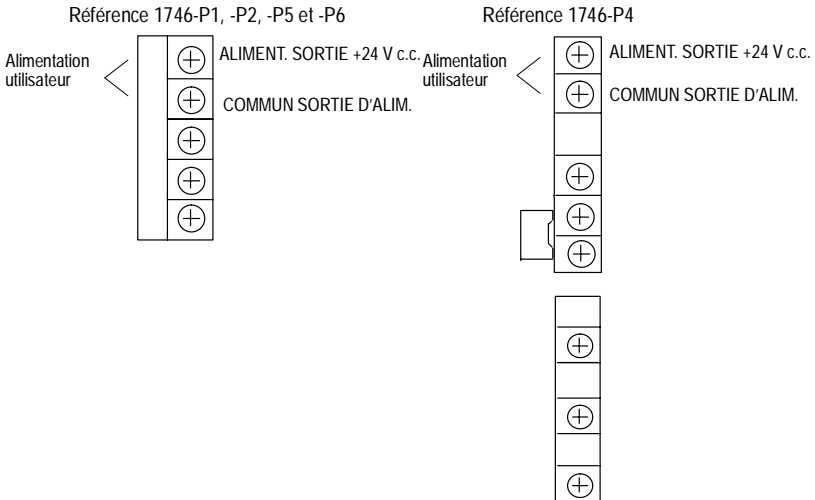 Référence 1746-P1, -P2, -P5 et -P6
Alimentation
utilisateur
ALIMENT. SORTIE +24 V c.c.
COMMUN SORTIE D'ALIM.
Référence 1746-P4
Alimentation
utilisateur
ALIMENT. SORTIE +24 V c.c.
COMMUN SORTIE D'ALIM.